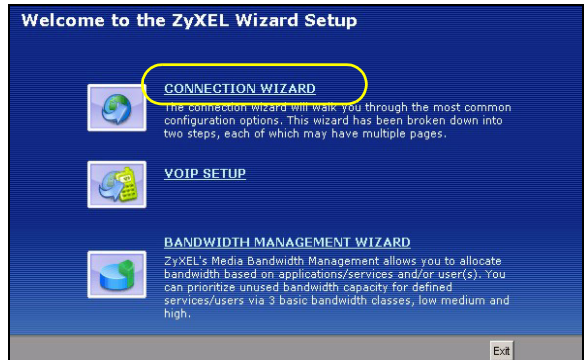 Welcome to the ZyXEL Wizard Setup
CONNECTION WIZARD
The connection wizard will walk you through the most common
configuration options. This wizard has been broken down into
two steps, each of which may have multiple pages.
VOIP SETUP
BANDWIDTH MANAGEMENT WIZARD
ZyXEL's Media Bandwidth Management allows you to allocate
bandwidth based on applications/services and/or user(s). You
can prioritize unused bandwidth capacity for defined
services/users via 3 basic bandwidth classes, low medium and
high.
Exit